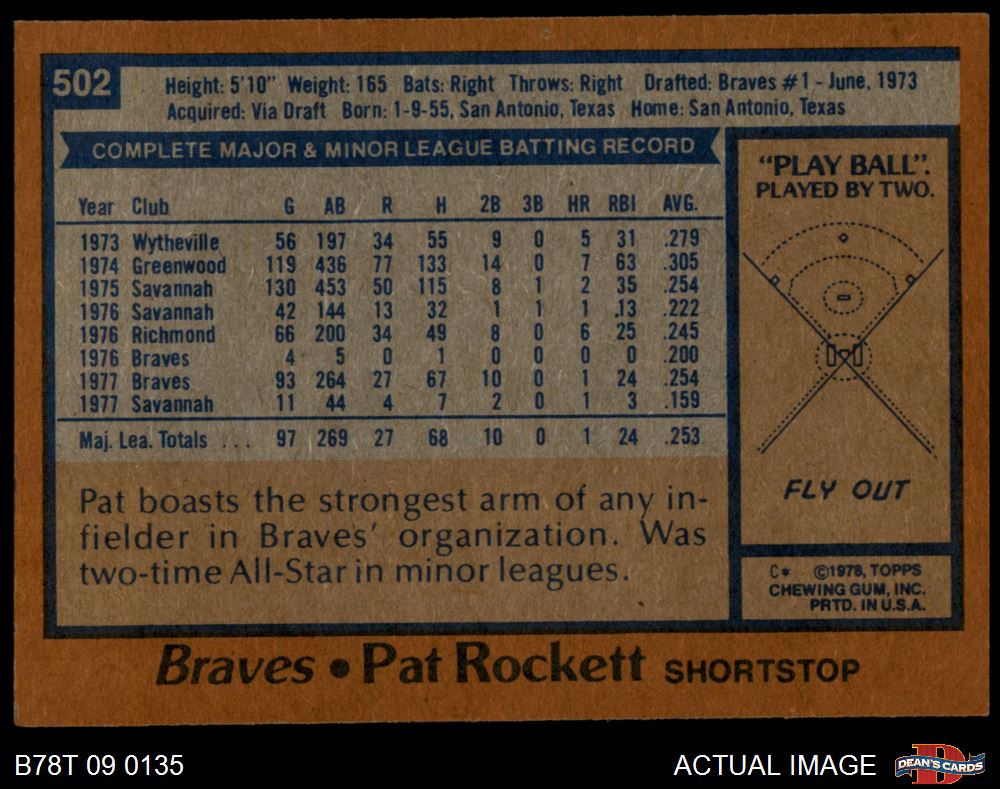 502
Height: 5'10" Weight: 165 Bats: Right Throws: Right Drafted: Braves #1 - June, 1973
Acquired: Via Draft Born: 1-9-55, San Antonio, Texas Home: San Antonio, Texas
COMPLETE MAJOR & MINOR LEAGUE BATTING RECORD
Year Club G AB R H 2B 3B HR RBI AVG.
1973 Wytheville 56 197 34 55 9 0 5 31 .279
1974 Greenwood 119 436 77 133 14 0 7 63 .305
1975 Savannah 130 453 50 115 8 1 2 35 .254
1976 Savannah 42 144 13 32 1 1 1 .13 .222
1976 Richmond 66 200 34 49 8 0 6 25 .245
1976 Braves 4 5 0 1 0 0 0 0 .200
1977 Braves 93 264 27 67 10 0 1 24 .254
1977 Savannah 11 44 4 7 2 0 1 3 .159
Maj. Lea. Totals ... 97 269 27 68 10 0 1 24 .253
Pat boasts the strongest arm of any in-
fielder in Braves' organization. Was
two-time All-Star in minor leagues.
"PLAY BALL".
PLAYED BY TWO.
FLY OUT
C* ©1978, TOPPS
CHEWING GUM, INC.
PRTD. IN U.S.A.
Braves • Pat Rockett SHORTSTOP
B78T 09 0135
ACTUAL IMAGE
D
DEAN'S CARDS